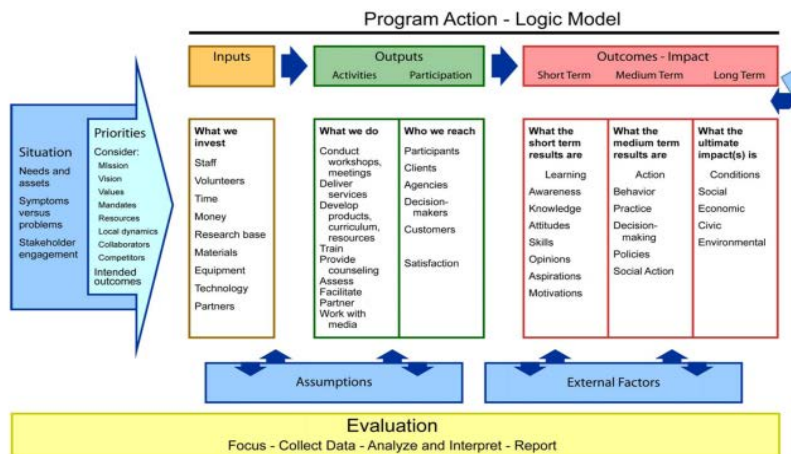 Program Action - Logic Model
Inputs
Outputs
Activities Participation
Outcomes - Impact
Short Term Medium Term Long Term
Situation
Needs and
assets
Symptoms
versus
problems
Stakeholder
engagement
Priorities
Consider:
Mission
Vision
Values
Mandates
Resources
Local dynamics
Collaborators
Competitors
Intended
outcomes
What we
invest
Staff
Volunteers
Time
Money
Research base
Materials
Equipment
Technology
Partners
What we do
Conduct
workshops,
meetings
Deliver
services
Develop
products,
curriculum,
resources
Train
Provide
counseling
Assess
Facilitate
Partner
Work with
media
Who we reach
Participants
Clients
Agencies
Decision-
makers
Customers
Satisfaction
What the
short term
results are
Learning
Awareness
Knowledge
Attitudes
Skills
Opinions
Aspirations
Motivations
What the
medium term
results are
Action
Behavior
Practice
Decision-
making
Policies
Social Action
What the
ultimate
impact(s) is
Conditions
Social
Economic
Civic
Environmental
Assumptions
External Factors
Evaluation
Focus - Collect Data - Analyze and Interpret - Report